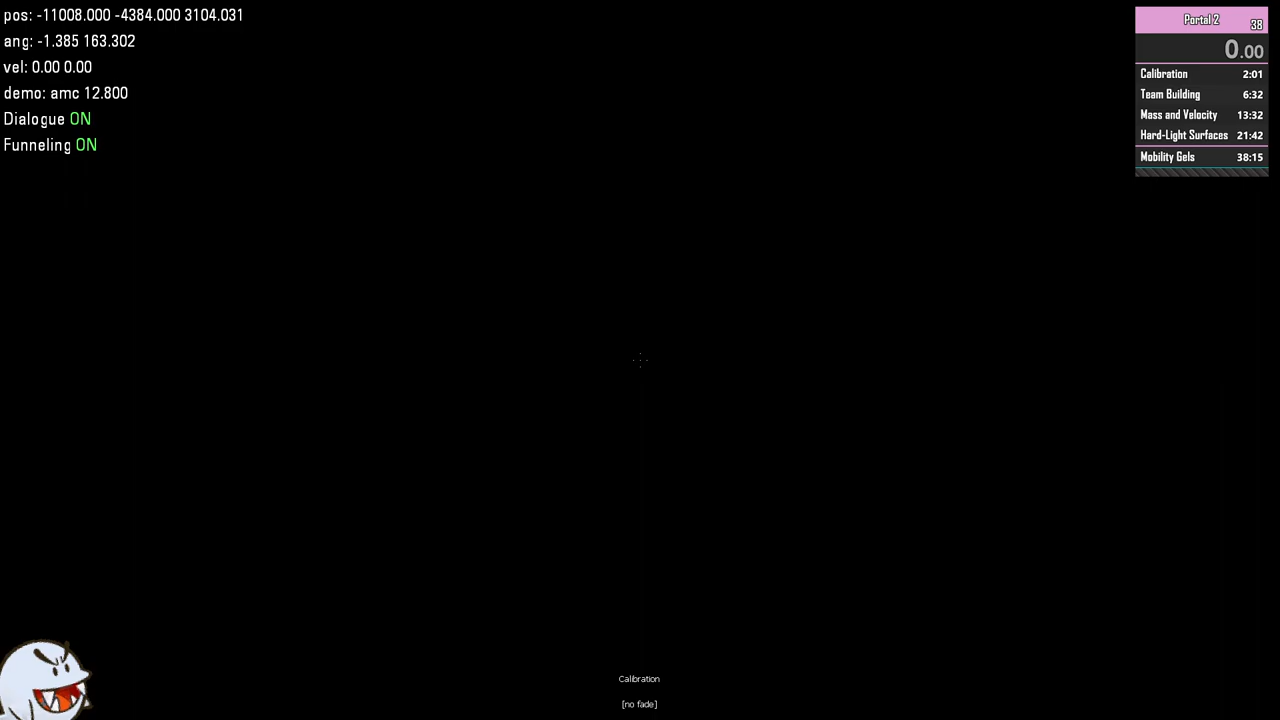 pos: -11008.000 -4384.000 3104.031
ang: -1.385 163.302
vel: 0.00 0.00
demo: amc 12.800
Dialogue ON
Funneling ON
Portal 2
38
0.00
Calibration 2:01
Team Building 6:32
Mass and Velocity 13:32
Hard-Light Surfaces 21:42
Mobility Gels 38:15
Calibration
[no fade]